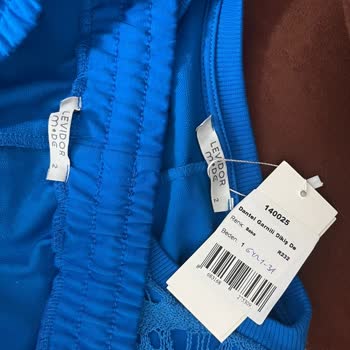 LEVIDOR
MODE
2
LEVIDOR
MODE
2
140025
Dantel Garnili Dikiş De
Renk: Saks
R232
Beden: 1